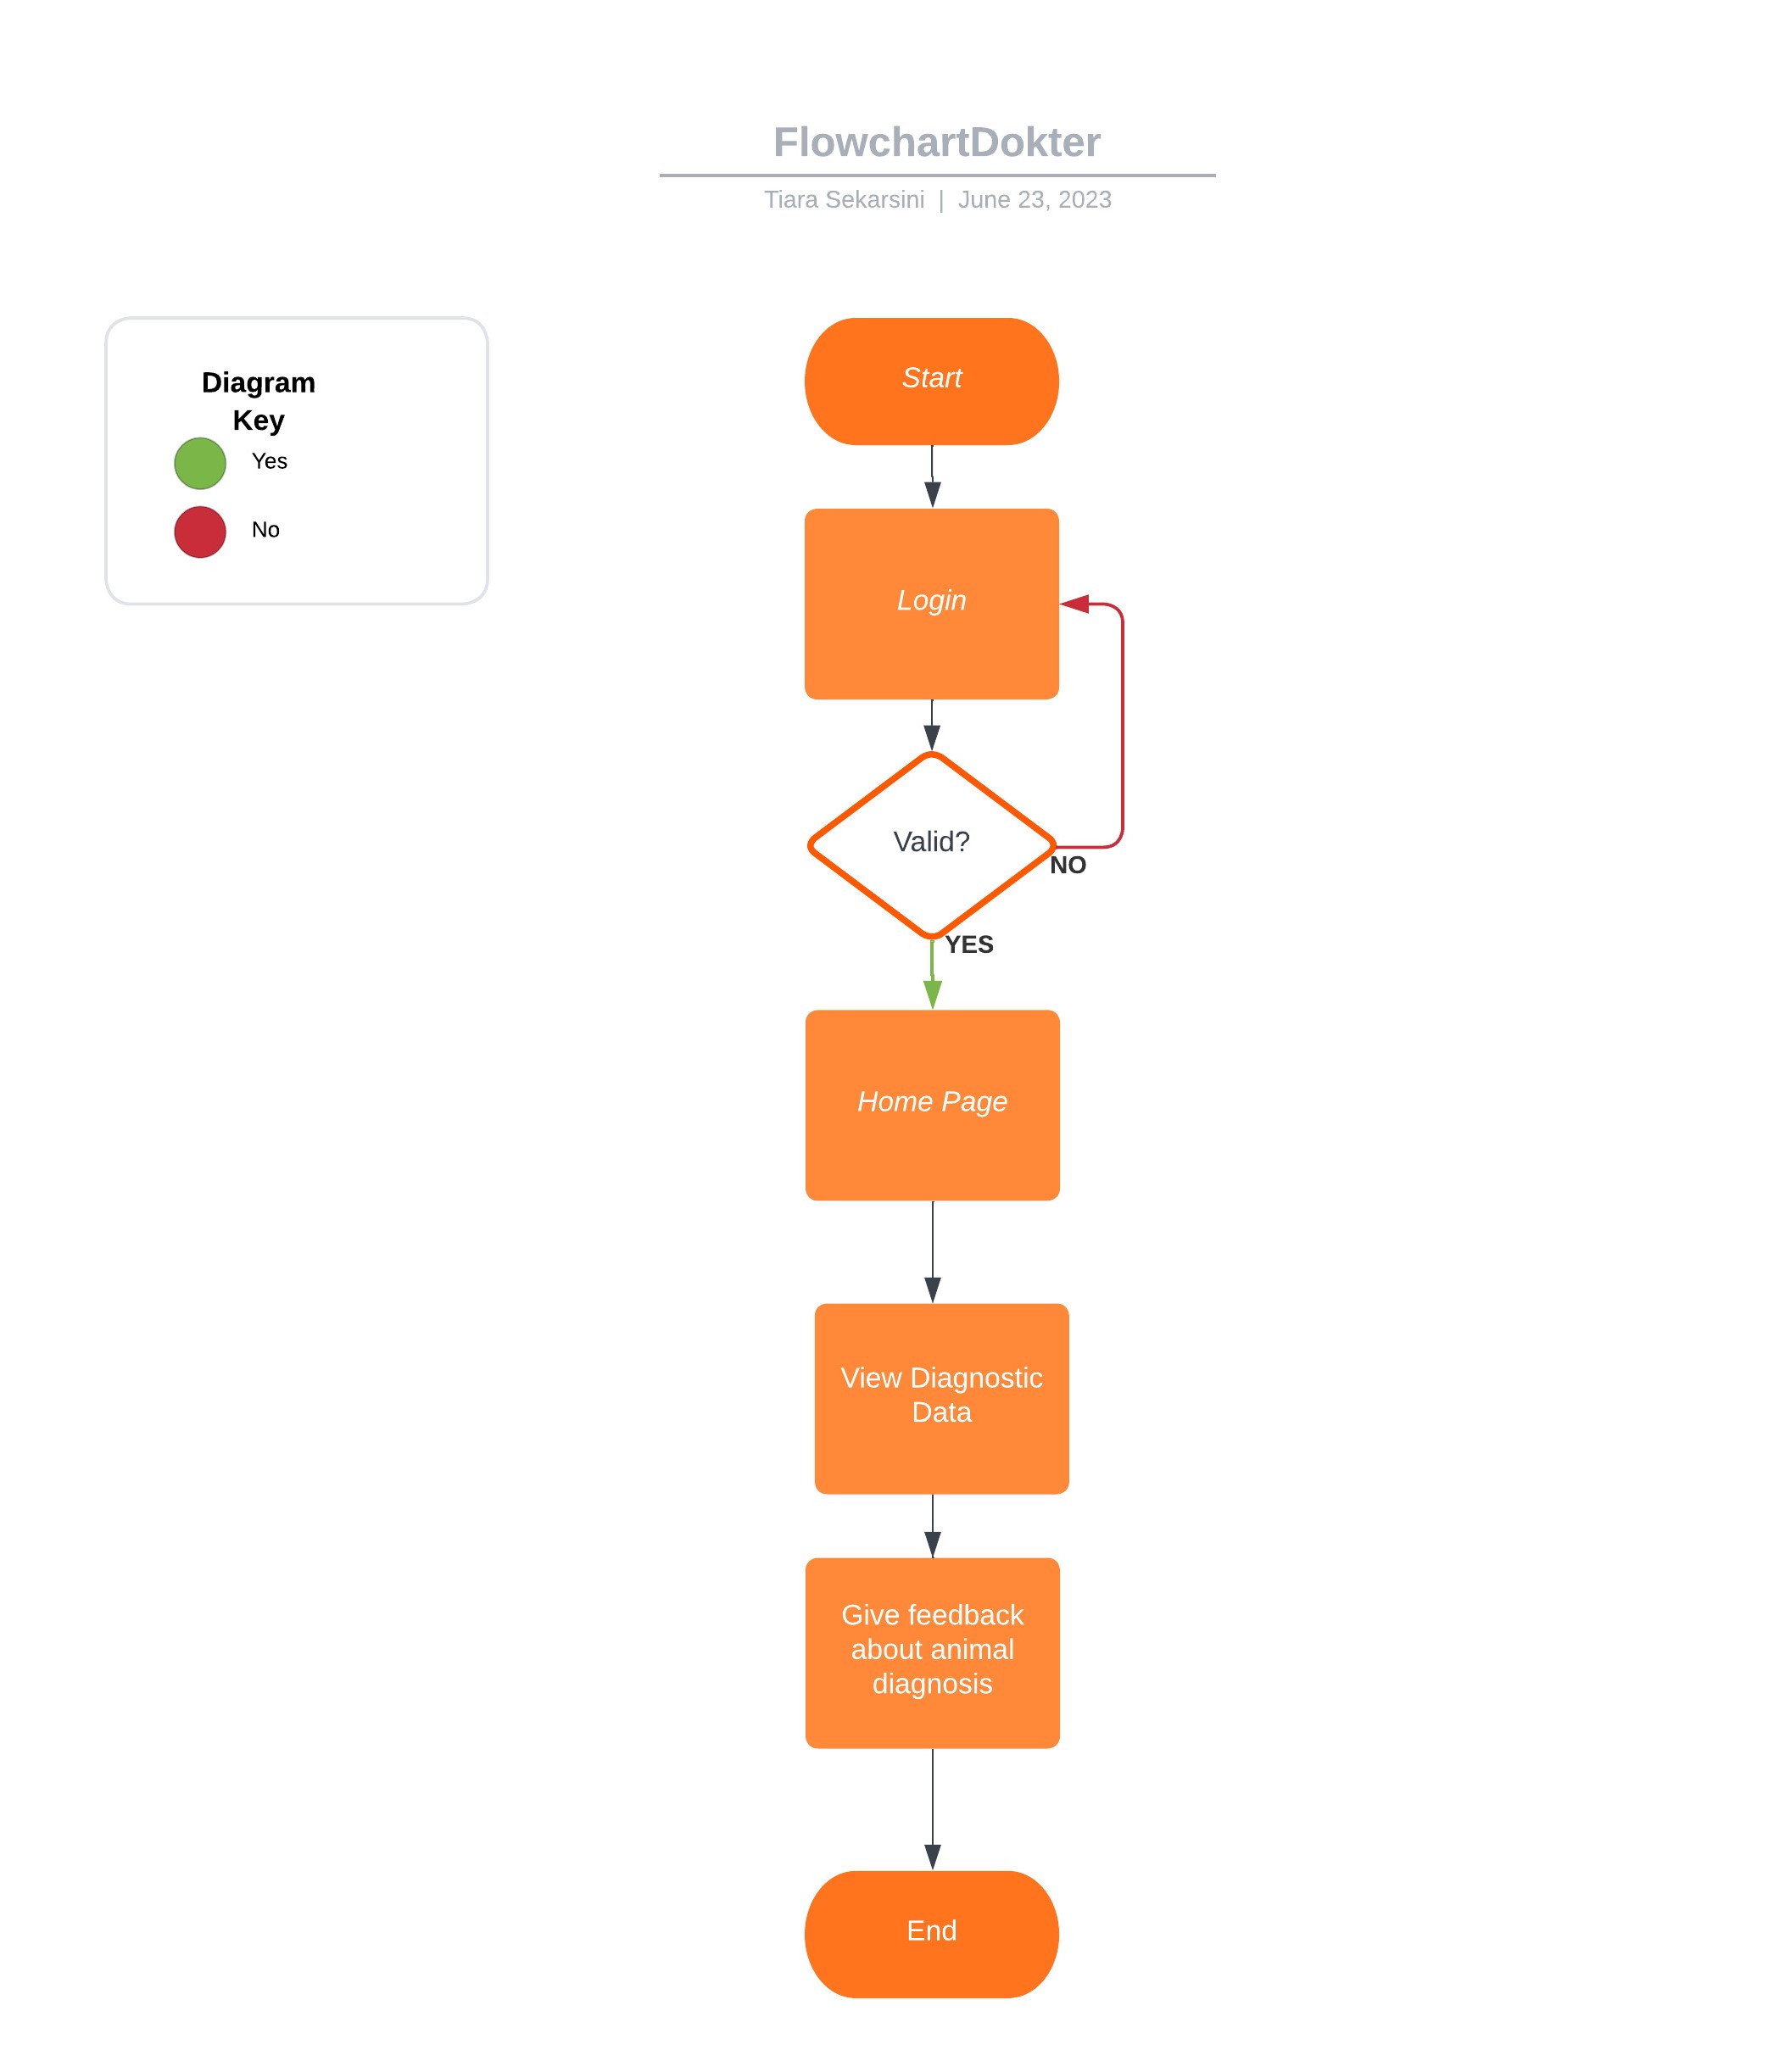 FlowchartDokter
Tiara Sekarsini | June 23, 2023
Diagram
Key
Yes
No
Start
Login
Valid?
NO
YES
Home Page
View Diagnostic
Data
Give feedback
about animal
diagnosis
End